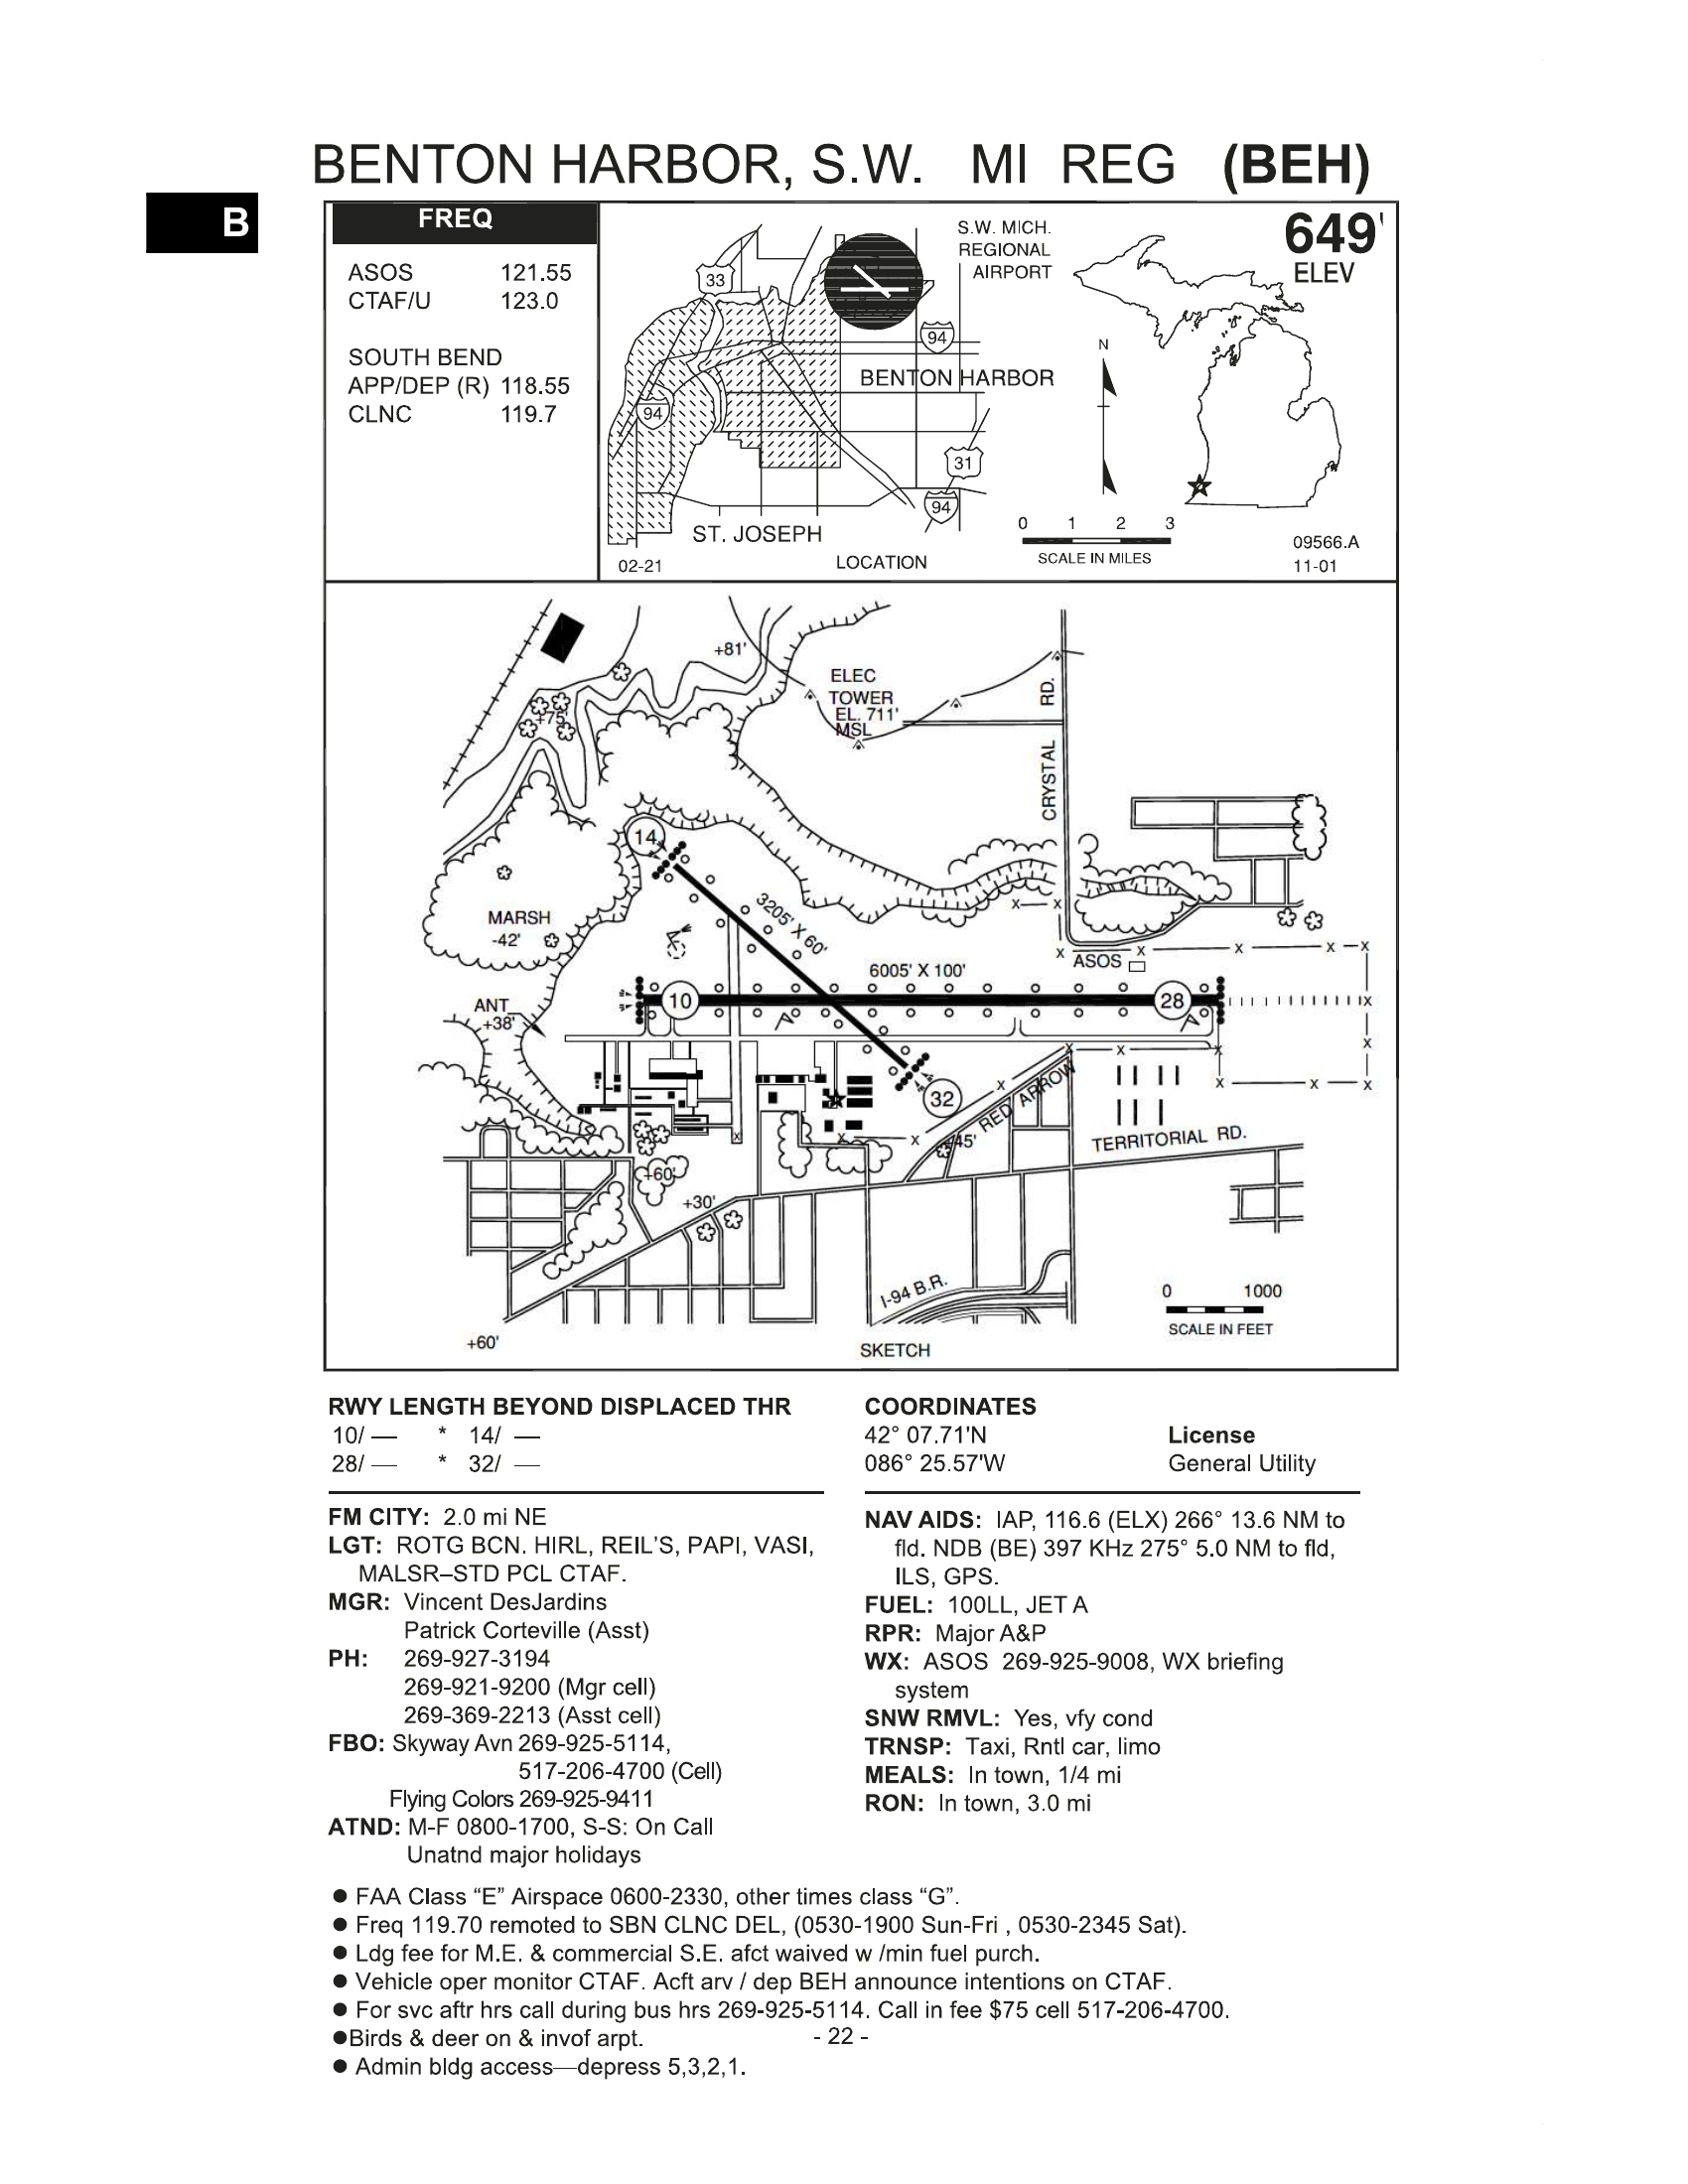 BENTON HARBOR, S.W. MI REG (BEH)
B
FREQ
ASOS 121.55
CTAF/U 123.0
SOUTH BEND
APP/DEP (R) 118.55
CLNC 119.7
S.W. MICH.
REGIONAL
AIRPORT
649'
ELEV
33
94
BENTON HARBOR
94
31
94
ST. JOSEPH
N
0 1 2 3
SCALE IN MILES
LOCATION
02-21
09566.A
11-01
+81'
ELEC
TOWER
EL. 711'
MSL
+75'
CRYSTAL RD.
14
3205' X 60'
MARSH
-42'
ASOS
6005' X 100'
10
28
ANT
+38'
32
RED ARROW
+45'
TERRITORIAL RD.
+60'
+30'
I-94 B.R.
0 1000
SCALE IN FEET
+60'
SKETCH
RWY LENGTH BEYOND DISPLACED THR
10/ — * 14/ —
28/ — * 32/ —
COORDINATES
42° 07.71'N
086° 25.57'W
License
General Utility
FM CITY: 2.0 mi NE
LGT: ROTG BCN. HIRL, REIL'S, PAPI, VASI,
MALSR–STD PCL CTAF.
MGR: Vincent DesJardins
Patrick Corteville (Asst)
PH: 269-927-3194
269-921-9200 (Mgr cell)
269-369-2213 (Asst cell)
FBO: Skyway Avn 269-925-5114,
517-206-4700 (Cell)
Flying Colors 269-925-9411
ATND: M-F 0800-1700, S-S: On Call
Unatnd major holidays
NAV AIDS: IAP, 116.6 (ELX) 266° 13.6 NM to
fld. NDB (BE) 397 KHz 275° 5.0 NM to fld,
ILS, GPS.
FUEL: 100LL, JET A
RPR: Major A&P
WX: ASOS 269-925-9008, WX briefing
system
SNW RMVL: Yes, vfy cond
TRNSP: Taxi, Rntl car, limo
MEALS: In town, 1/4 mi
RON: In town, 3.0 mi
● FAA Class “E” Airspace 0600-2330, other times class “G”.
● Freq 119.70 remoted to SBN CLNC DEL, (0530-1900 Sun-Fri , 0530-2345 Sat).
● Ldg fee for M.E. & commercial S.E. afct waived w /min fuel purch.
● Vehicle oper monitor CTAF. Acft arv / dep BEH announce intentions on CTAF.
● For svc aftr hrs call during bus hrs 269-925-5114. Call in fee $75 cell 517-206-4700.
●Birds & deer on & invof arpt.
- 22 -
● Admin bldg access—depress 5,3,2,1.